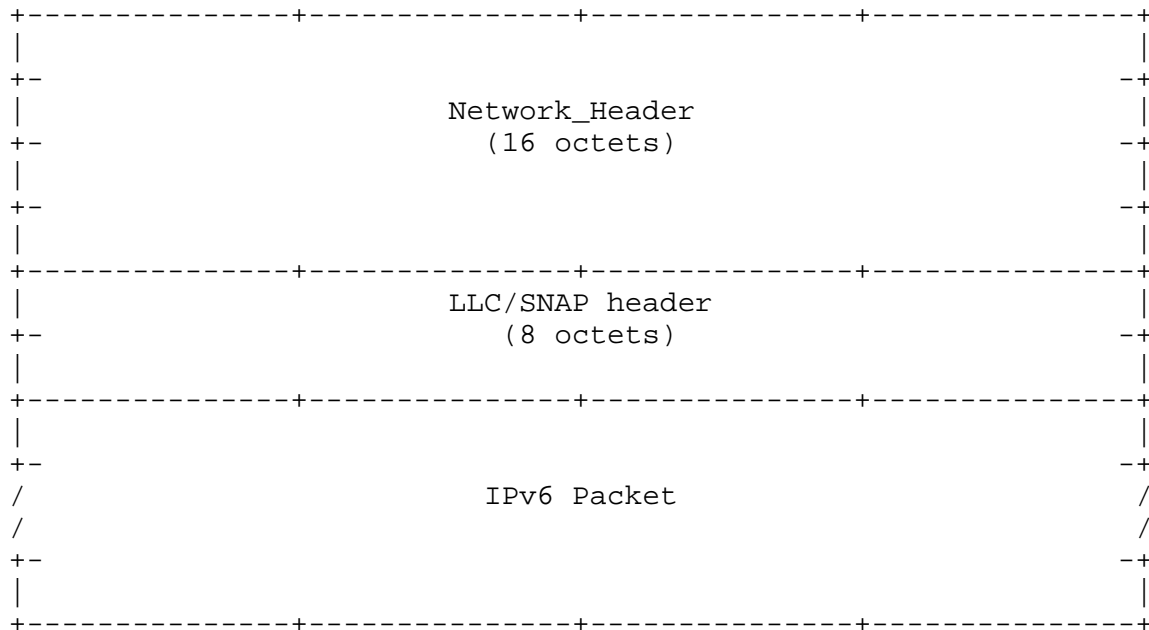 Network_Header
(16 octets)
LLC/SNAP header
(8 octets)
IPv6 Packet